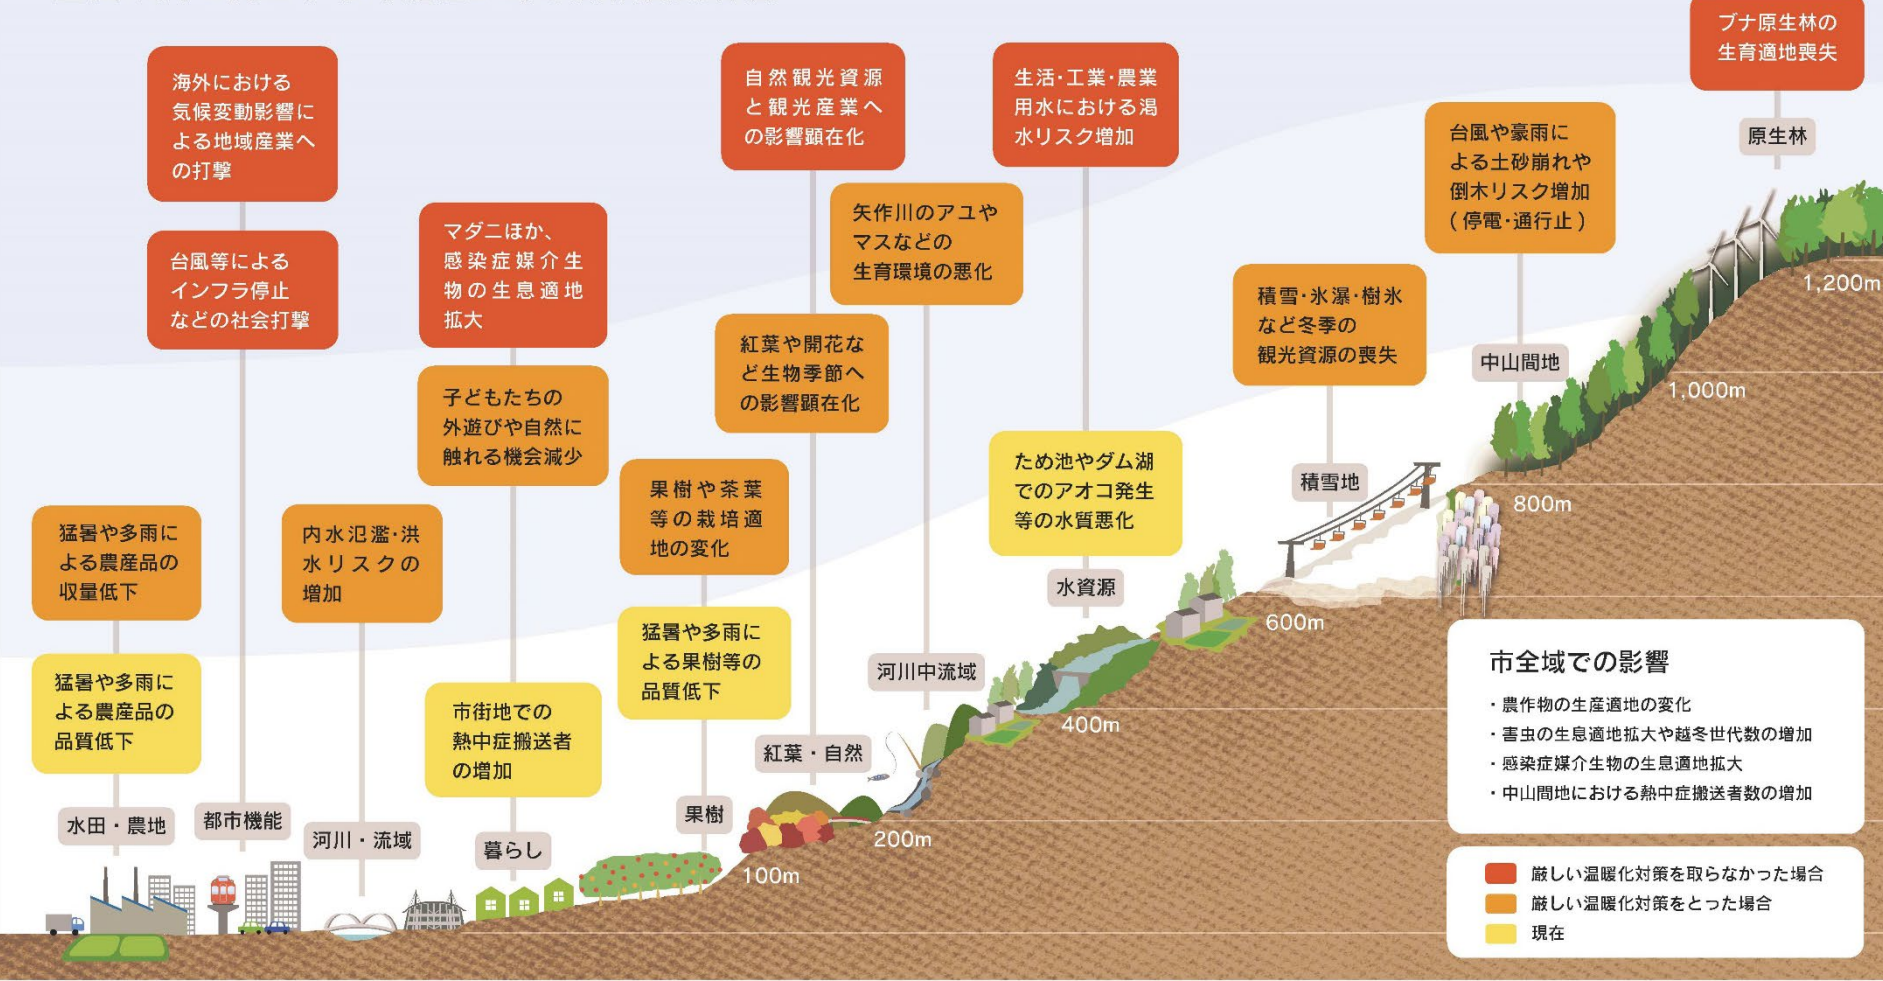 海外における
気候変動影響に
よる地域産業へ
の打撃
台風等による
インフラ停止
などの社会打撃
都市機能
猛暑や多雨に
よる農産品の
収量低下
猛暑や多雨に
よる農産品の
品質低下
水田・農地
内水氾濫･洪
水リスクの
増加
河川・流域
マダニほか、
感染症媒介生
物の生息適地
拡大
子どもたちの
外遊びや自然に
触れる機会減少
市街地での
熱中症搬送者
の増加
暮らし
果樹や茶葉
等の栽培適
地の変化
猛暑や多雨に
よる果樹等の
品質低下
果樹
自然観光資源
と観光産業へ
の影響顕在化
紅葉や開花な
ど生物季節へ
の影響顕在化
紅葉・自然
矢作川のアユや
マスなどの
生育環境の悪化
河川中流域
生活･工業･農業
用水における渇
水リスク増加
ため池やダム湖
でのアオコ発生
等の水質悪化
水資源
積雪･氷瀑･樹氷
など冬季の
観光資源の喪失
積雪地
台風や豪雨に
よる土砂崩れや
倒木リスク増加
(停電･通行止)
中山間地
ブナ原生林の
生育適地喪失
原生林
1,200m
1,000m
800m
600m
400m
200m
100m
市全域での影響
・農作物の生産適地の変化
・害虫の生息適地拡大や越冬世代数の増加
・感染症媒介生物の生息適地拡大
・中山間地における熱中症搬送者数の増加
厳しい温暖化対策を取らなかった場合
厳しい温暖化対策をとった場合
現在